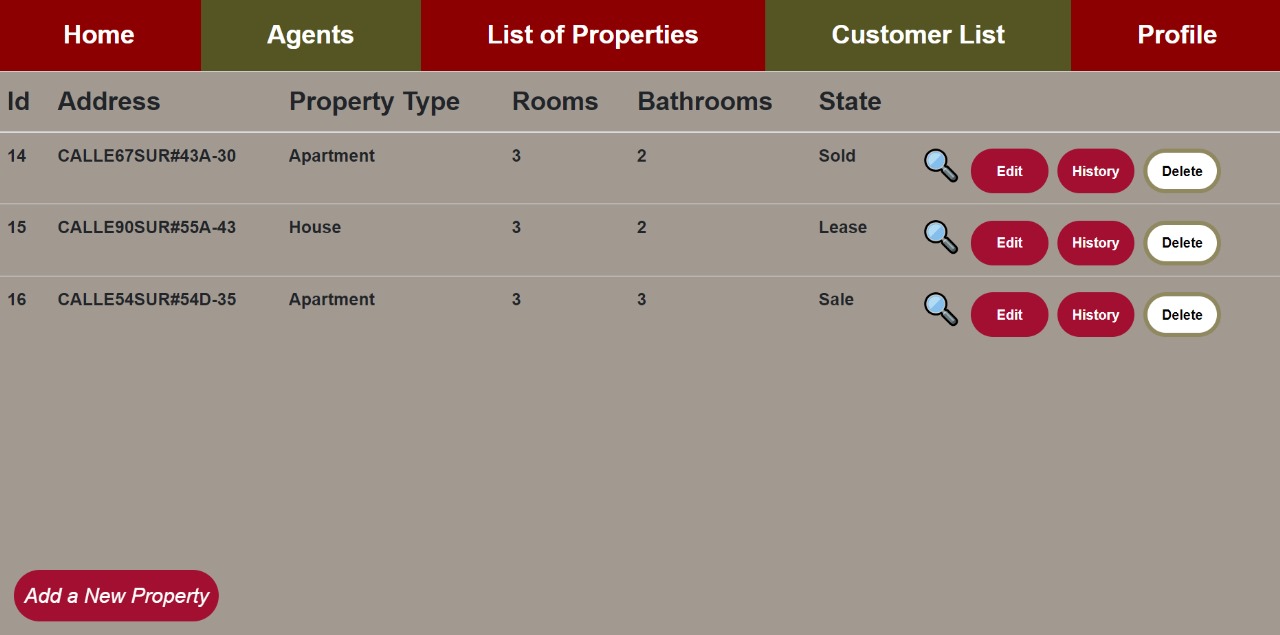 Home Agents List of Properties Customer List Profile
Id Address Property Type Rooms Bathrooms State
14 CALLE67SUR#43A-30 Apartment 3 2 Sold Edit History Delete
15 CALLE90SUR#55A-43 House 3 2 Lease Edit History Delete
16 CALLE54SUR#54D-35 Apartment 3 3 Sale Edit History Delete
Add a New Property